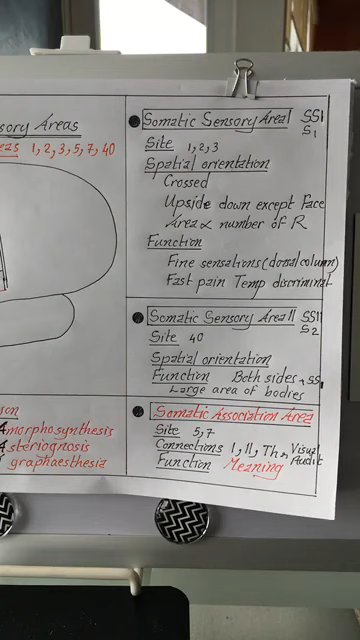 sory Areas
eas 1, 2, 3, 5, 7, 40
son
Amorphosynthesis
Asteriognosis
graphaesthesia
Somatic Sensory Area I SSI
S1
Site 1, 2, 3
Spatial orientation
Crossed
Upside down except Face
Area ∝ number of R
Function
Fine sensations (dorsal column)
Fast pain Temp discriminat
Somatic Sensory Area II SSII
S2
Site 40
Spatial orientation
Function Both sides → SSI
Large area of bodies
Somatic Association Area
Site 5, 7
Connections I, II, Th, Visual
Audit
Function Meaning